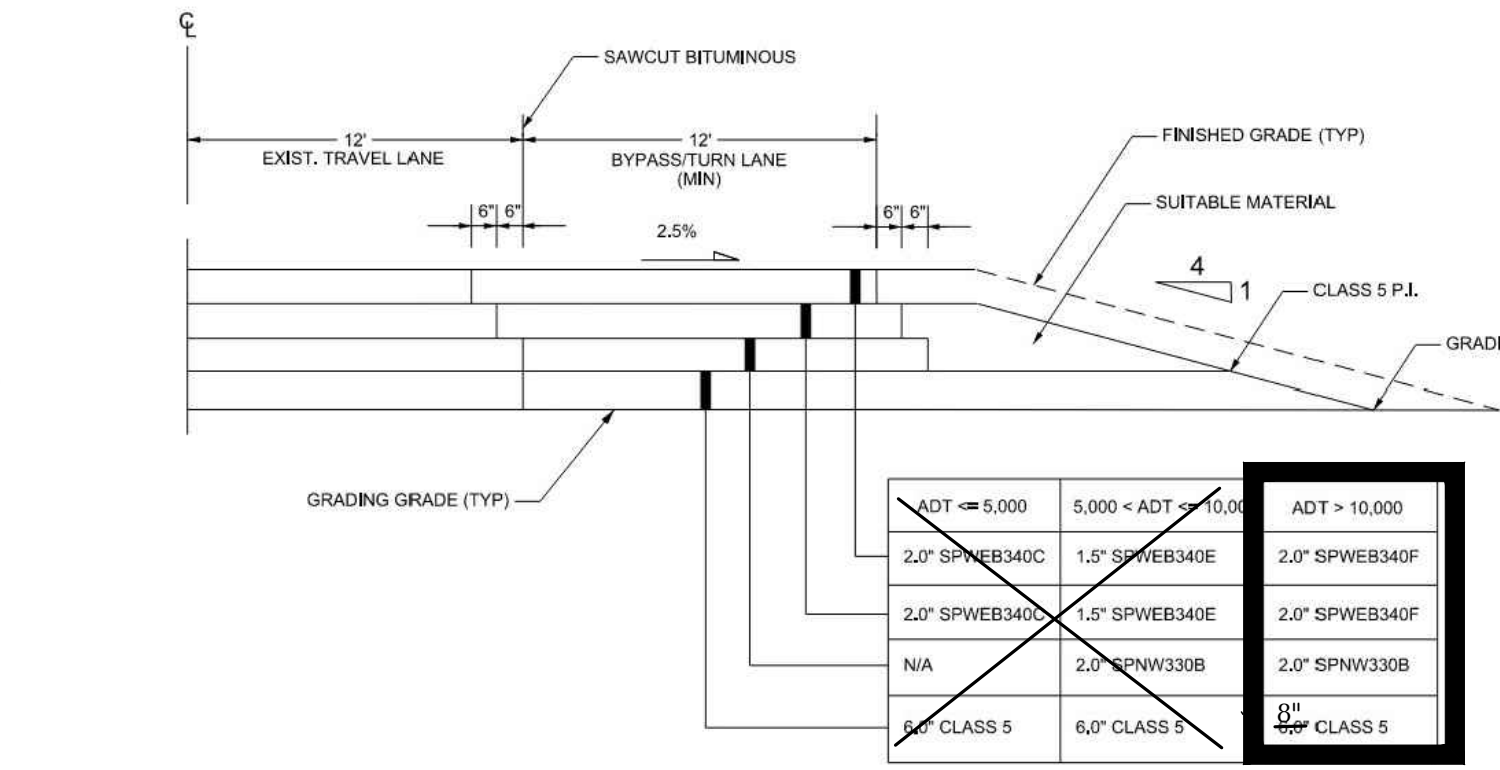 ℄
SAWCUT BITUMINOUS
12'
EXIST. TRAVEL LANE
12'
BYPASS/TURN LANE
(MIN)
FINISHED GRADE (TYP)
SUITABLE MATERIAL
6" 6"
6" 6"
2.5%
4
1
CLASS 5 P.I.
GRADING GRADE (TYP)
ADT <= 5,000 5,000 < ADT <= ADT > 10,000
2.0" SPWEB340C 1.5" SPWEB340E 2.0" SPWEB340F
2.0" SPWEB340C 1.5" SPWEB340E 2.0" SPWEB340F
N/A 2.0" SPNW330B 2.0" SPNW330B
8"
6.0" CLASS 5 6.0" CLASS 5 6.0" CLASS 5